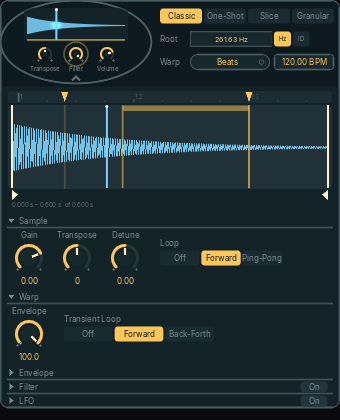 Classic One-Shot Slice Granular
Transpose Filter Volume
Root 261.63 Hz Hz
Warp Beats 120.00 BPM
0.000 s – 0.600 s of 0.600 s
Sample
Gain Transpose Detune
Loop
Off Forward Ping-Pong
0.00 0 0.00
Warp
Envelope
Transient Loop
Off Forward Back-Forth
100.0
Envelope
Filter On
LFO On